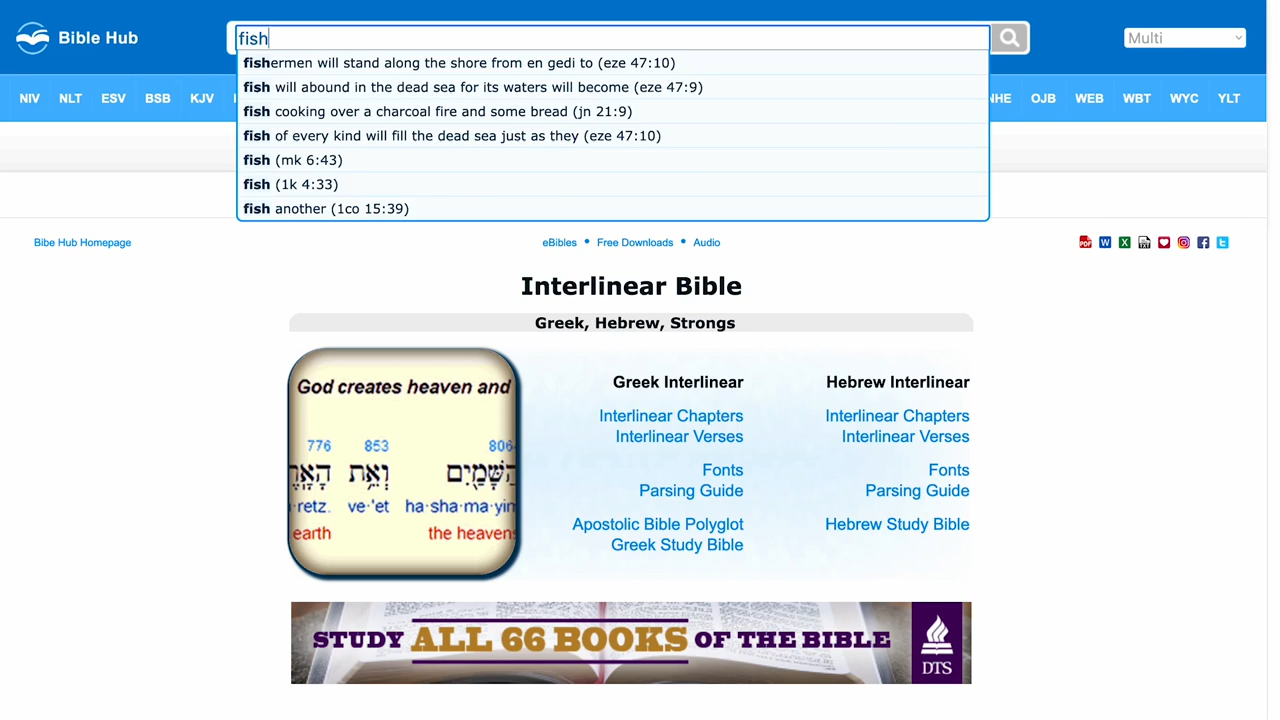 Bible Hub
fish
Multi
fishermen will stand along the shore from en gedi to (eze 47:10)
fish will abound in the dead sea for its waters will become (eze 47:9)
fish cooking over a charcoal fire and some bread (jn 21:9)
fish of every kind will fill the dead sea just as they (eze 47:10)
fish (mk 6:43)
fish (1k 4:33)
fish another (1co 15:39)
NIV NLT ESV BSB KJV NHE OJB WEB WBT WYC YLT
Bibe Hub Homepage
eBibles • Free Downloads • Audio
PDF W X TXT
Interlinear Bible
Greek, Hebrew, Strongs
God creates heaven and
776 853 806
הָאָֽרֶ וְאֵ֥ת הַשָּׁמַ֖יִם
retz. ve·'et ha·sha·ma·yim
earth the heavens
Greek Interlinear
Interlinear Chapters
Interlinear Verses
Fonts
Parsing Guide
Apostolic Bible Polyglot
Greek Study Bible
Hebrew Interlinear
Interlinear Chapters
Interlinear Verses
Fonts
Parsing Guide
Hebrew Study Bible
STUDY ALL 66 BOOKS OF THE BIBLE
DTS